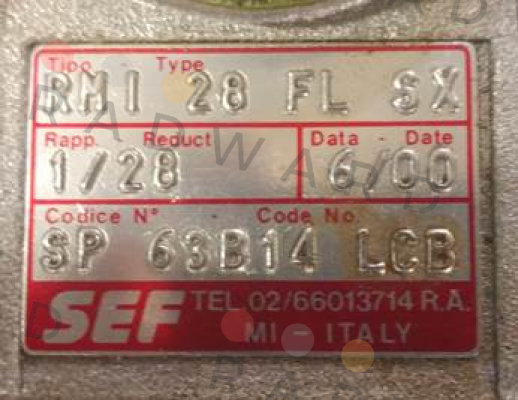 Tipo - Type
RMI 28 FL SX
Rapp. Reduct
1/28
Data - Date
6/00
Codice N° Code No
SP 63B14 LCB
SEF TEL 02/66013714 R.A.
MI - ITALY